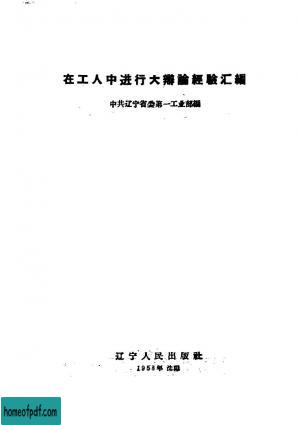 在工人中进行大辯論經驗汇編
中共辽宁省委第一工业部編
辽宁人民出版社
1958年 沈陽
homeofpdf.com